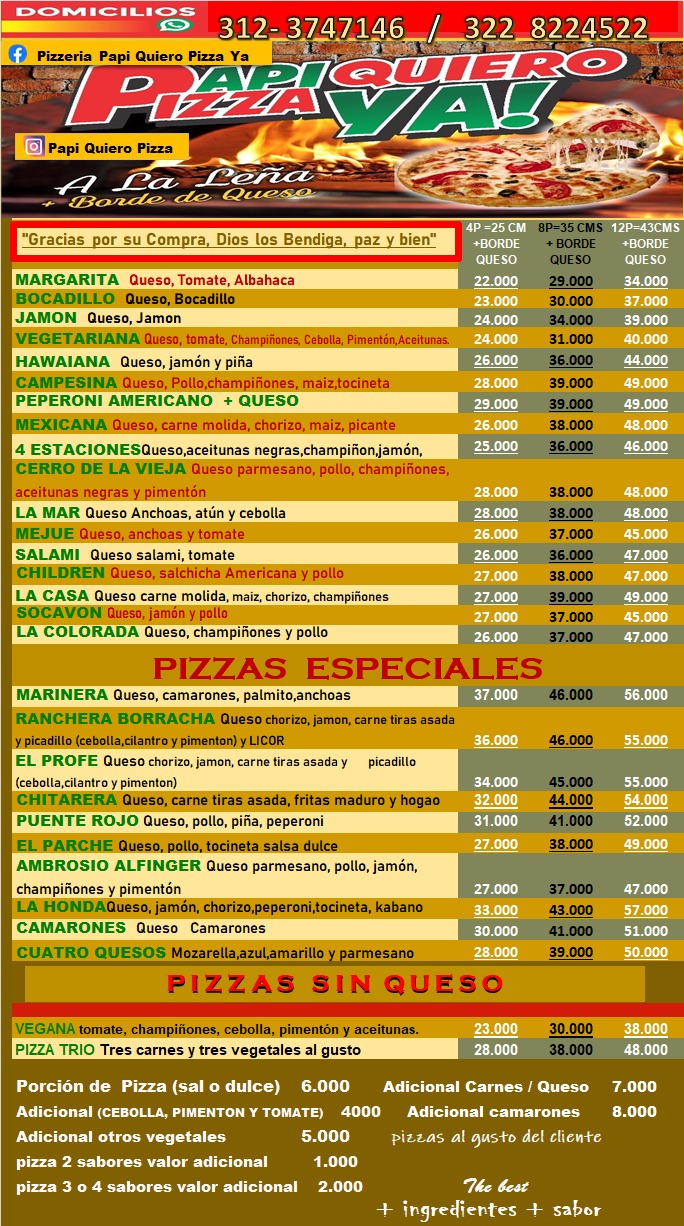 DOMICILIOS
312- 3747146 / 322 8224522
Pizzeria Papi Quiero Pizza Ya
PAPI QUIERO
PIZZA YA!
Papi Quiero Pizza
A La Leña
+ Borde de Queso
"Gracias por su Compra, Dios los Bendiga, paz y bien"
4P =25 CM +BORDE QUESO
8P=35 CMS + BORDE QUESO
12P=43CMS +BORDE QUESO
MARGARITA Queso, Tomate, Albahaca 22.000 29.000 34.000
BOCADILLO Queso, Bocadillo 23.000 30.000 37.000
JAMON Queso, Jamon 24.000 34.000 39.000
VEGETARIANA Queso, tomate, Champiñones, Cebolla, Pimentón,Aceitunas. 24.000 31.000 40.000
HAWAIANA Queso, jamón y piña 26.000 36.000 44.000
CAMPESINA Queso, Pollo,champiñones, maiz,tocineta 28.000 39.000 49.000
PEPERONI AMERICANO + QUESO 29.000 39.000 49.000
MEXICANA Queso, carne molida, chorizo, maiz, picante 26.000 38.000 48.000
4 ESTACIONESQueso,aceitunas negras,champiñon,jamón, 25.000 36.000 46.000
CERRO DE LA VIEJA Queso parmesano, pollo, champiñones,
aceitunas negras y pimentón 28.000 38.000 48.000
LA MAR Queso Anchoas, atún y cebolla 28.000 38.000 48.000
MEJUE Queso, anchoas y tomate 26.000 37.000 45.000
SALAMI Queso salami, tomate 26.000 36.000 47.000
CHILDREN Queso, salchicha Americana y pollo 27.000 38.000 47.000
LA CASA Queso carne molida, maiz, chorizo, champiñones 27.000 39.000 49.000
SOCAVON Queso, jamón y pollo 27.000 37.000 45.000
LA COLORADA Queso, champiñones y pollo 26.000 37.000 47.000
PIZZAS ESPECIALES
MARINERA Queso, camarones, palmito,anchoas 37.000 46.000 56.000
RANCHERA BORRACHA Queso chorizo, jamon, carne tiras asada
y picadillo (cebolla,cilantro y pimenton) y LICOR 36.000 46.000 55.000
EL PROFE Queso chorizo, jamon, carne tiras asada y picadillo
(cebolla,cilantro y pimenton) 34.000 45.000 55.000
CHITARERA Queso, carne tiras asada, fritas maduro y hogao 32.000 44.000 54.000
PUENTE ROJO Queso, pollo, piña, peperoni 31.000 41.000 52.000
EL PARCHE Queso, pollo, tocineta salsa dulce 27.000 38.000 49.000
AMBROSIO ALFINGER Queso parmesano, pollo, jamón,
champiñones y pimentón 27.000 37.000 47.000
LA HONDAQueso, jamón, chorizo,peperoni,tocineta, kabano 33.000 43.000 57.000
CAMARONES Queso Camarones 30.000 41.000 51.000
CUATRO QUESOS Mozarella,azul,amarillo y parmesano 28.000 39.000 50.000
PIZZAS SIN QUESO
VEGANA tomate, champiñones, cebolla, pimentón y aceitunas. 23.000 30.000 38.000
PIZZA TRIO Tres carnes y tres vegetales al gusto 28.000 38.000 48.000
Porción de Pizza (sal o dulce) 6.000 Adicional Carnes / Queso 7.000
Adicional (CEBOLLA, PIMENTON Y TOMATE) 4000 Adicional camarones 8.000
Adicional otros vegetales 5.000 pizzas al gusto del cliente
pizza 2 sabores valor adicional 1.000
pizza 3 o 4 sabores valor adicional 2.000 The best
+ ingredientes + sabor